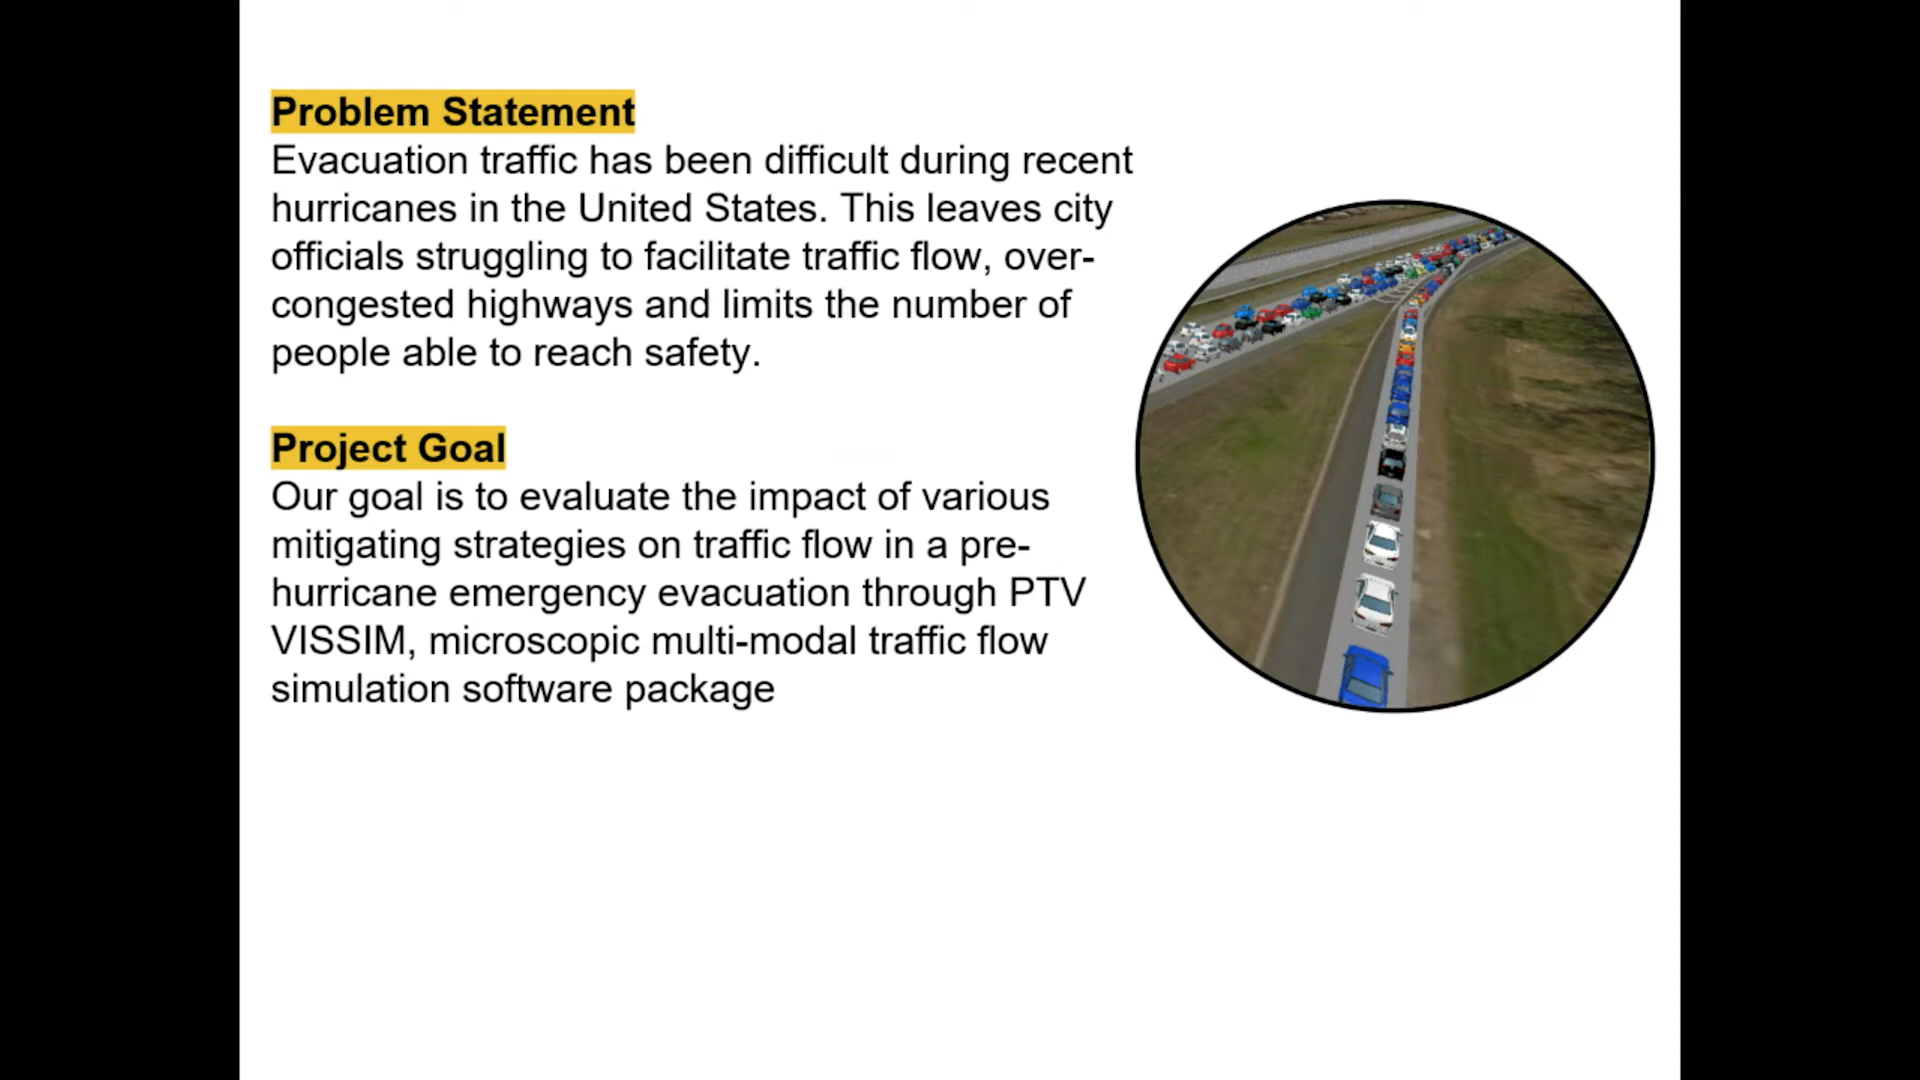 Problem Statement
Evacuation traffic has been difficult during recent
hurricanes in the United States. This leaves city
officials struggling to facilitate traffic flow, over-
congested highways and limits the number of
people able to reach safety.
Project Goal
Our goal is to evaluate the impact of various
mitigating strategies on traffic flow in a pre-
hurricane emergency evacuation through PTV
VISSIM, microscopic multi-modal traffic flow
simulation software package